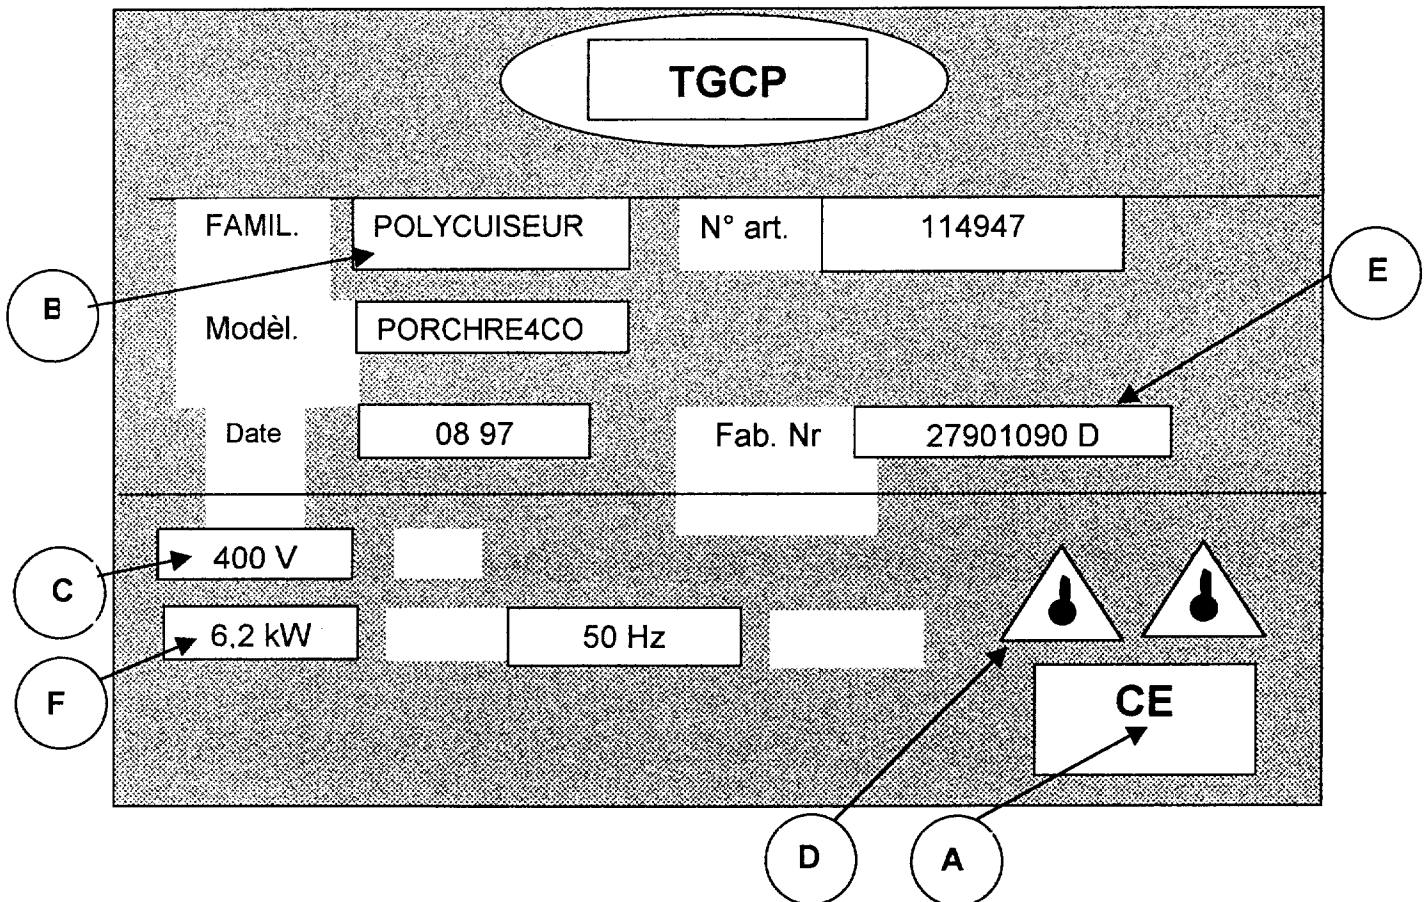 TGCP
FAMIL. POLYCUISEUR N° art. 114947
E
B
Modèl. PORCHRE4CO
Date 08 97 Fab. Nr 27901090 D
400 V
C
6,2 kW 50 Hz
F
CE
D A